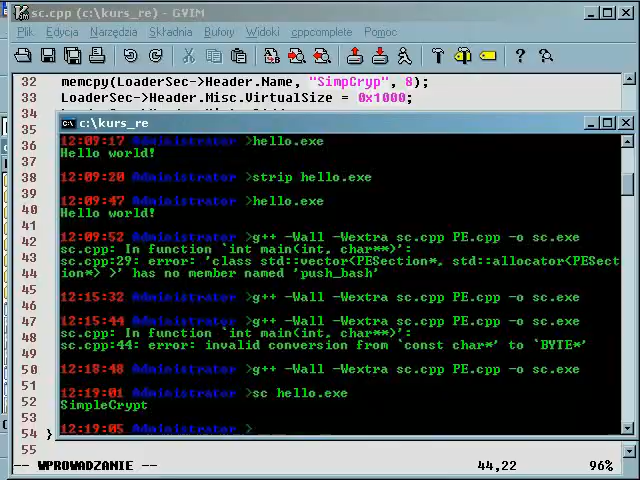 sc.cpp (c:\kurs_re) - GVIM
Plik Edycja Narzędzia Składnia Bufory Widoki cppcomplete Pomoc
32 memcpy(LoaderSec->Header.Name, "SimpCryp", 8);
33 LoaderSec->Header.Misc.VirtualSize = 0x1000;
34
c:\kurs_re
36 12:09:17 Administrator >hello.exe
37 Hello world!
38 12:09:20 Administrator >strip hello.exe
39
40 12:09:47 Administrator >hello.exe
41 Hello world!
42 12:09:52 Administrator >g++ -Wall -Wextra sc.cpp PE.cpp -o sc.exe
sc.cpp: In function `int main(int, char**)':
43 sc.cpp:29: error: 'class std::vector<PESection*, std::allocator<PESect
44 ion*> >' has no member named 'push_bash'
45
46 12:15:32 Administrator >g++ -Wall -Wextra sc.cpp PE.cpp -o sc.exe
47 12:15:44 Administrator >g++ -Wall -Wextra sc.cpp PE.cpp -o sc.exe
48 sc.cpp: In function `int main(int, char**)':
49 sc.cpp:44: error: invalid conversion from `const char*' to `BYTE*'
50 12:18:48 Administrator >g++ -Wall -Wextra sc.cpp PE.cpp -o sc.exe
51 12:19:01 Administrator >sc hello.exe
52 SimpleCrypt
53 12:19:05 Administrator >
54 }
55
-- WPROWADZANIE -- 44,22 96%